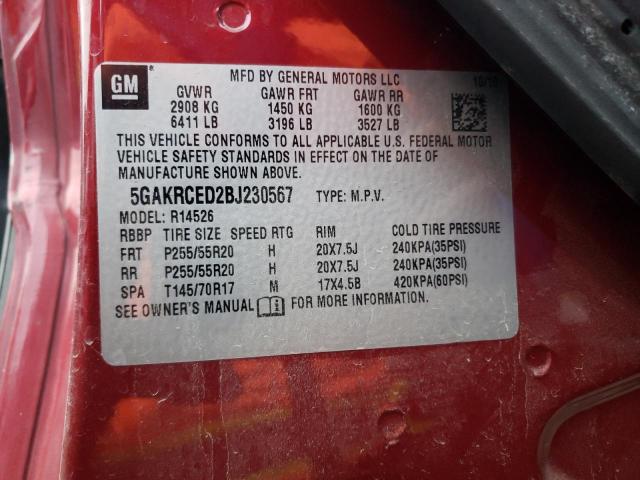 GM
MFD BY GENERAL MOTORS LLC 10/10
GVWR GAWR FRT GAWR RR
2908 KG 1450 KG 1600 KG
6411 LB 3196 LB 3527 LB
THIS VEHICLE CONFORMS TO ALL APPLICABLE U.S. FEDERAL MOTOR
VEHICLE SAFETY STANDARDS IN EFFECT ON THE DATE OF
MANUFACTURE SHOWN ABOVE.
5GAKRCED2BJ230567 TYPE: M.P.V.
MODEL: R14526
RBBP TIRE SIZE SPEED RTG RIM COLD TIRE PRESSURE
FRT P255/55R20 H 20X7.5J 240KPA(35PSI)
RR P255/55R20 H 20X7.5J 240KPA(35PSI)
SPA T145/70R17 M 17X4.5B 420KPA(60PSI)
SEE OWNER'S MANUAL FOR MORE INFORMATION.